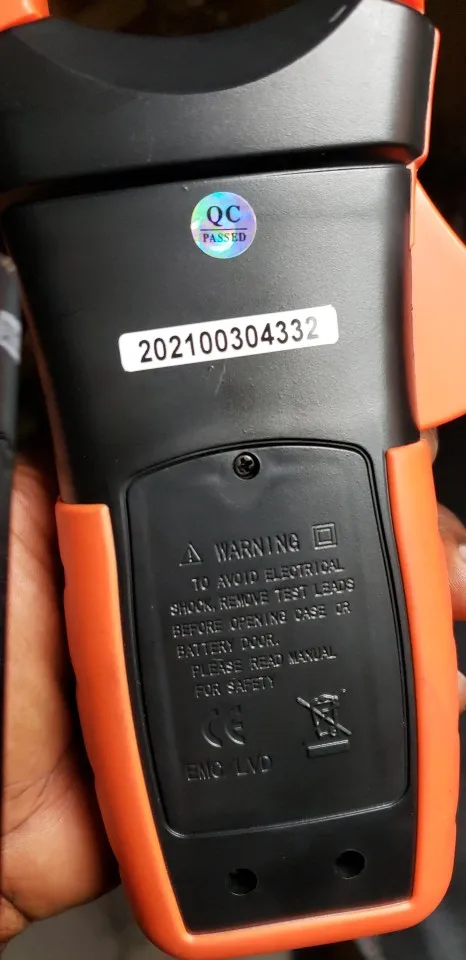 QC
PASSED
202100304332
WARNING
TO AVOID ELECTRICAL
SHOCK, REMOVE TEST LEADS
BEFORE OPENING CASE OR
BATTERY DOOR.
PLEASE READ MANUAL
FOR SAFETY
CE
EMC LVD